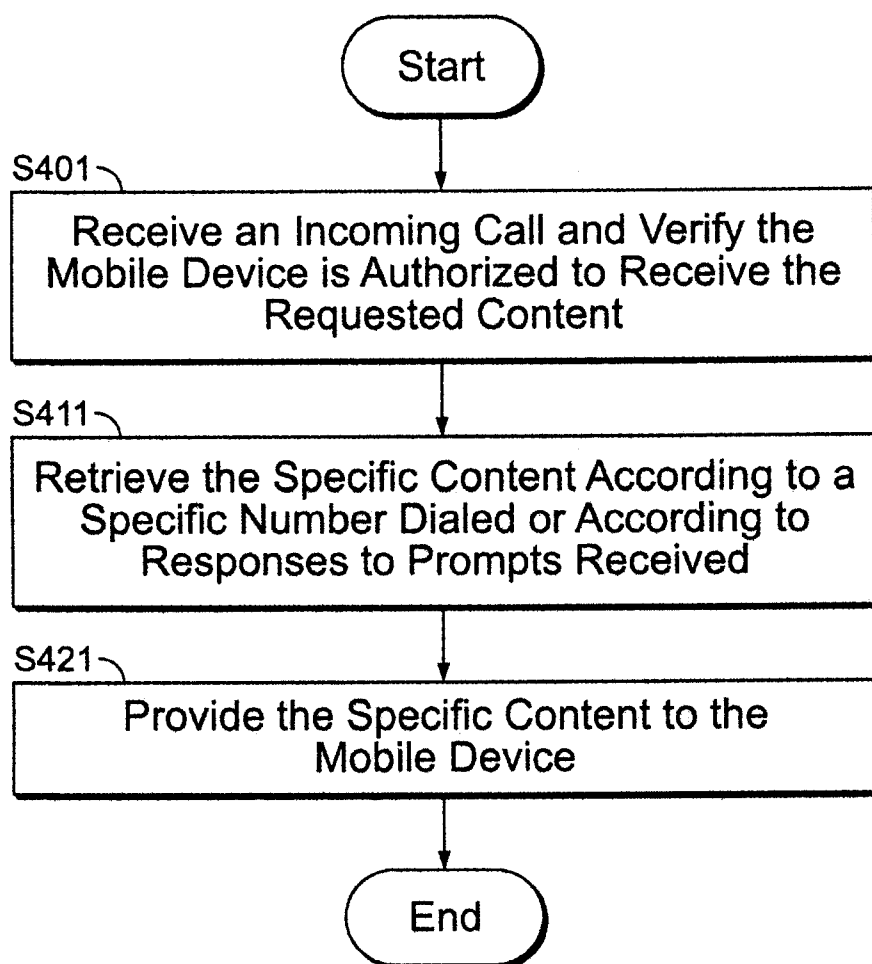 Start
S401
Receive an Incoming Call and Verify the
Mobile Device is Authorized to Receive the
Requested Content
S411
Retrieve the Specific Content According to a
Specific Number Dialed or According to
Responses to Prompts Received
S421
Provide the Specific Content to the
Mobile Device
End